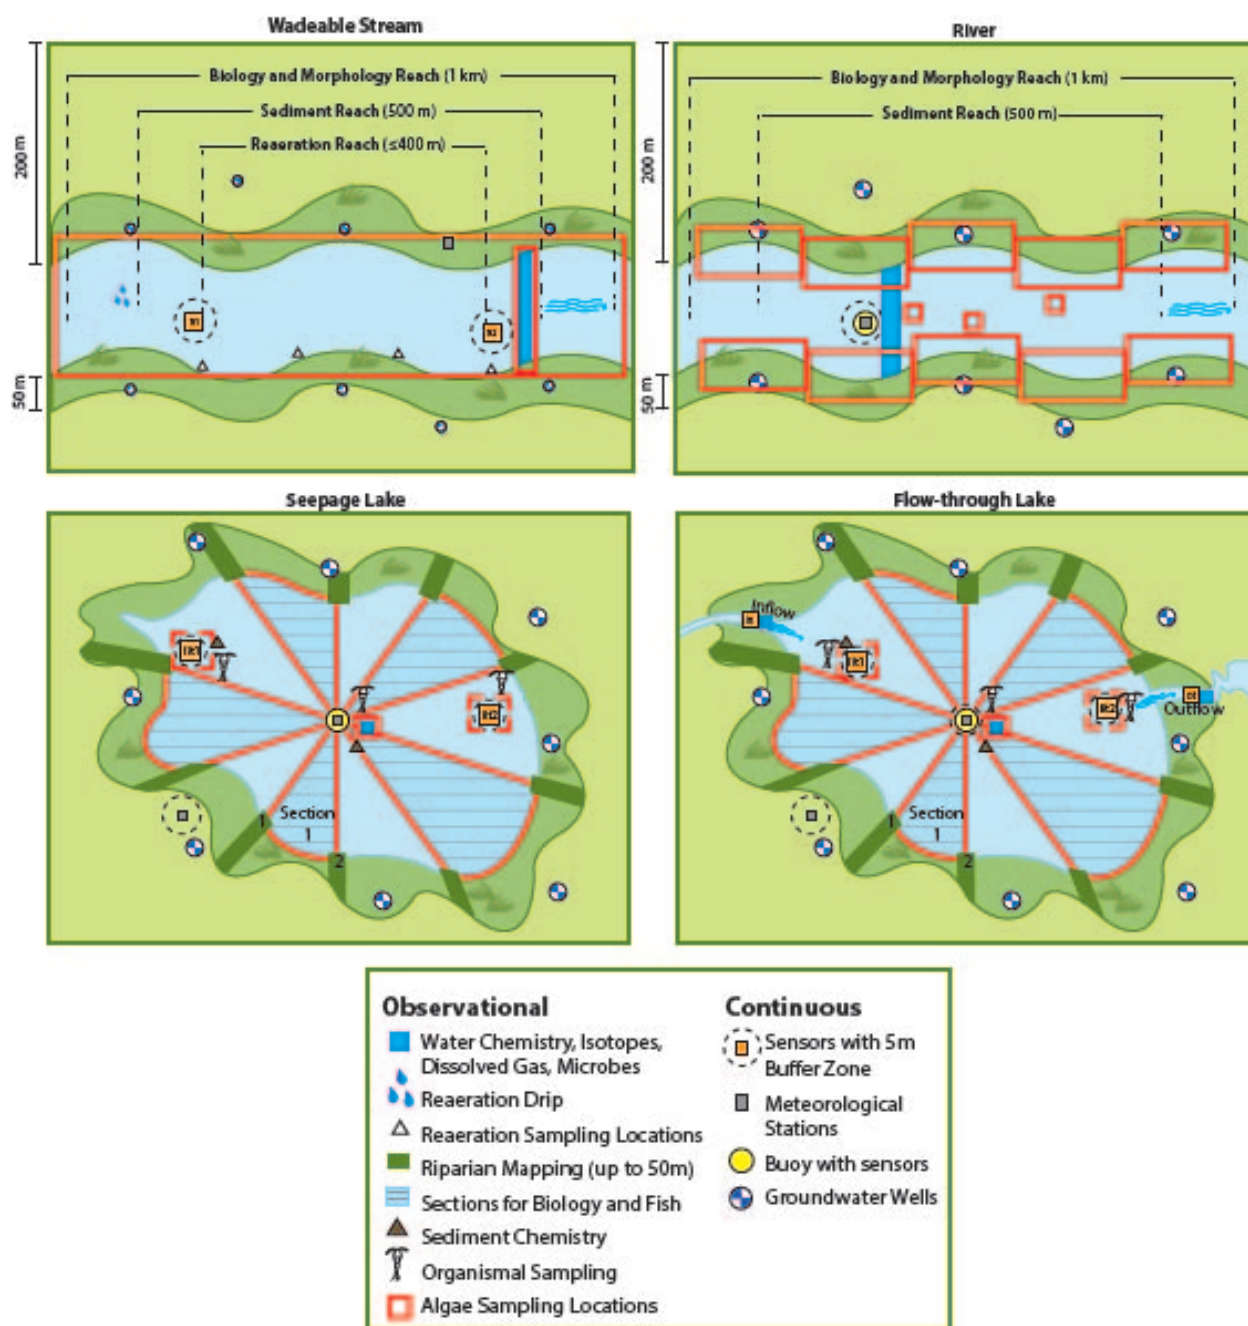 Wadeable Stream
Biology and Morphology Reach (1 km)
Sediment Reach (500 m)
Reaeration Reach (≤400 m)
200 m
50 m
River
Biology and Morphology Reach (1 km)
Sediment Reach (500 m)
200 m
50 m
Seepage Lake
Section
1
1
2
Flow-through Lake
Inflow
Outflow
Section
1
1
2
Observational
Water Chemistry, Isotopes,
Dissolved Gas, Microbes
Reaeration Drip
Reaeration Sampling Locations
Riparian Mapping (up to 50m)
Sections for Biology and Fish
Sediment Chemistry
Organismal Sampling
Algae Sampling Locations
Continuous
Sensors with 5m
Buffer Zone
Meteorological
Stations
Buoy with sensors
Groundwater Wells